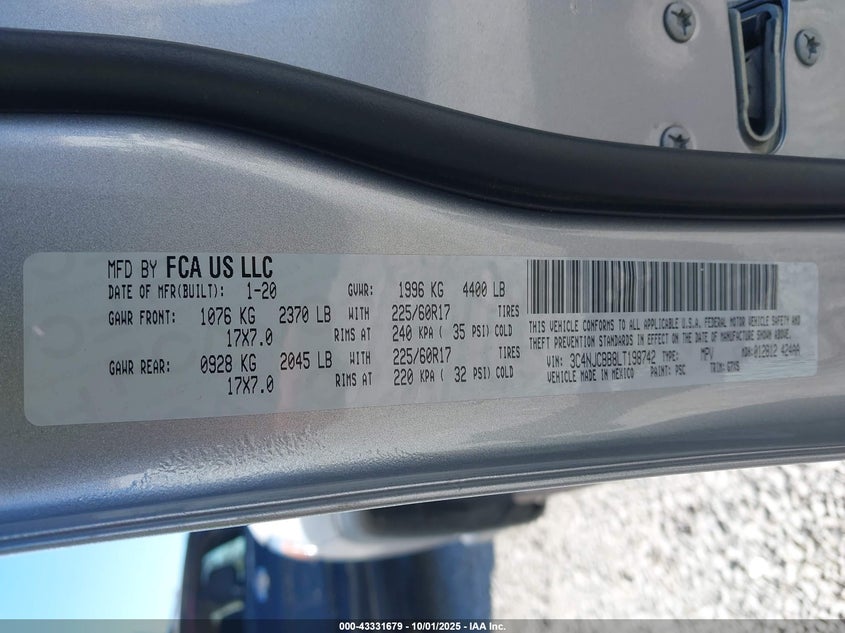 MFD BY FCA US LLC
DATE OF MFR(BUILT): 1-20 GVWR: 1996 KG 4400 LB
GAWR FRONT: 1076 KG 2370 LB WITH 225/60R17 TIRES
17X7.0 RIMS AT 240 KPA ( 35 PSI) COLD
GAWR REAR: 0928 KG 2045 LB WITH 225/60R17 TIRES
17X7.0 RIMS AT 220 KPA ( 32 PSI) COLD
THIS VEHICLE CONFORMS TO ALL APPLICABLE U.S.A. FEDERAL MOTOR VEHICLE SAFETY AND
THEFT PREVENTION STANDARDS IN EFFECT ON THE DATE OF MANUFACTURE SHOWN ABOVE.
VIN: 3C4NJCBB8LT198742 TYPE: MPV MDH: 012812 424AA
VEHICLE MADE IN MEXICO PAINT: PSC TRIM:
000-43331679 - 10/01/2025 - IAA Inc.